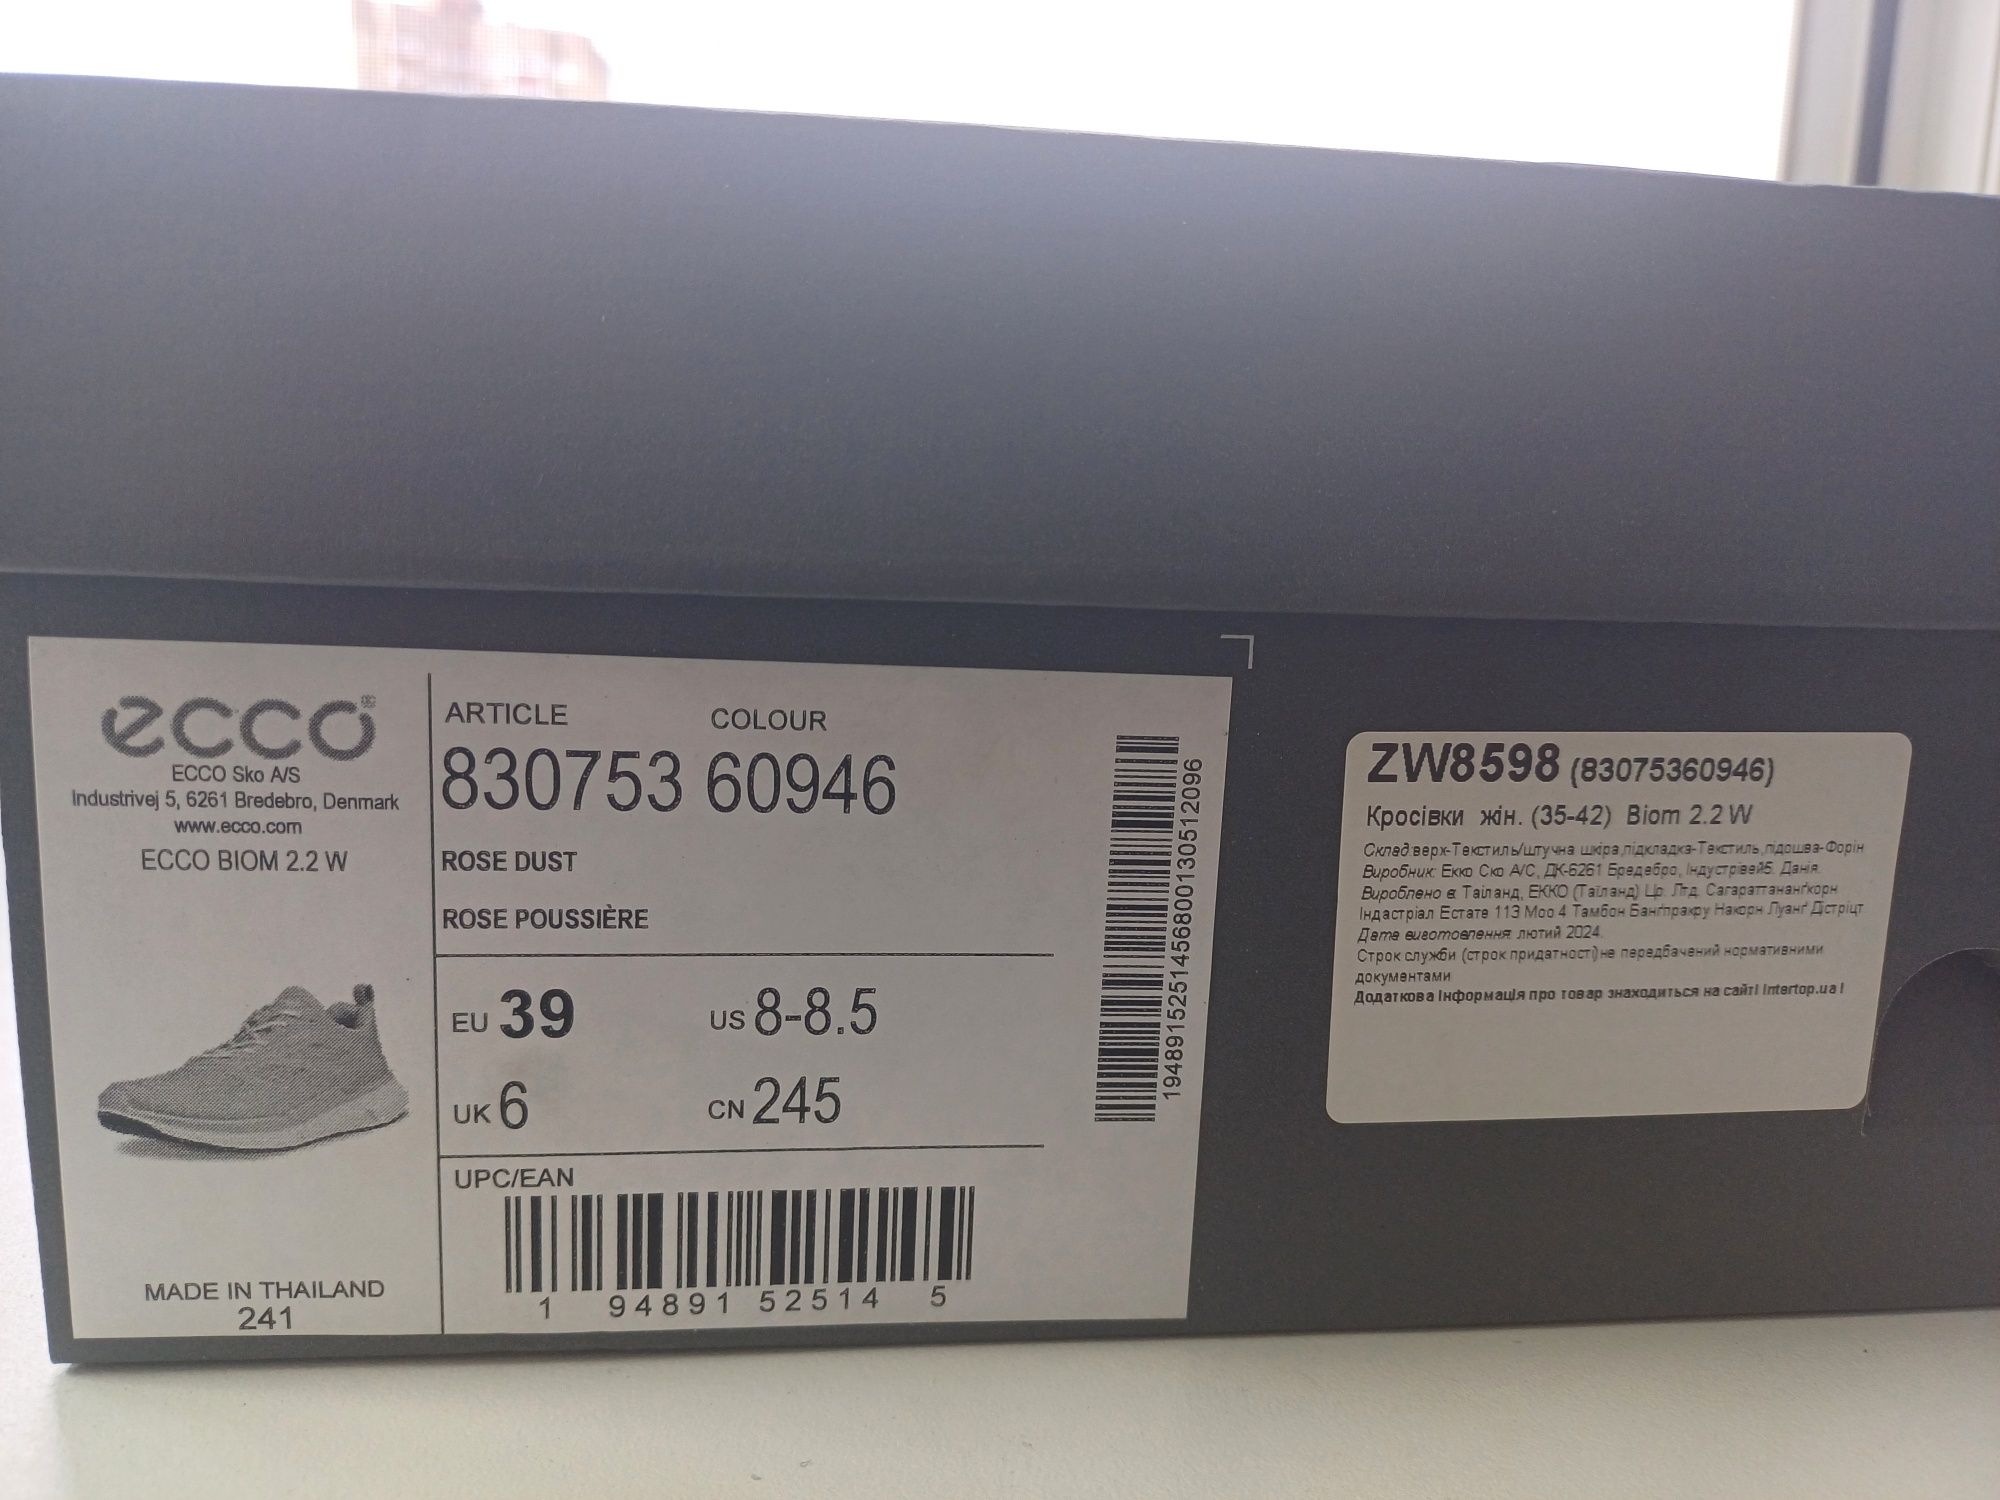 ecco®
ECCO Sko A/S
Industrivej 5, 6261 Bredebro, Denmark
www.ecco.com
ECCO BIOM 2.2 W
MADE IN THAILAND
241
ARTICLE COLOUR
830753 60946
ROSE DUST
ROSE POUSSIÈRE
EU 39 US 8-8.5
UK 6 CN 245
UPC/EAN
1 94891 52514 5
1948915251456800130512096
ZW8598 (83075360946)
Кросівки жін. (35-42) Biom 2.2 W
Склад:верх-Текстиль/штучна шкіра,підкладка-Текстиль,підошва-Форін
Виробник: Екко Ско А/С, ДК-6261 Бредебро, Індустрівей5. Данія.
Вироблено в: Таїланд, ЕККО (Таїланд) Цр. Лтд. Сагараттананґкорн
Індастріал Естате 113 Моо 4 Тамбон Банґпракру Накорн Луанґ Дістріцт
Дата виготовлення: лютий 2024.
Строк служби (строк придатності)не передбачений нормативними
документами
Додаткова інформація про товар знаходиться на сайті intertop.ua !